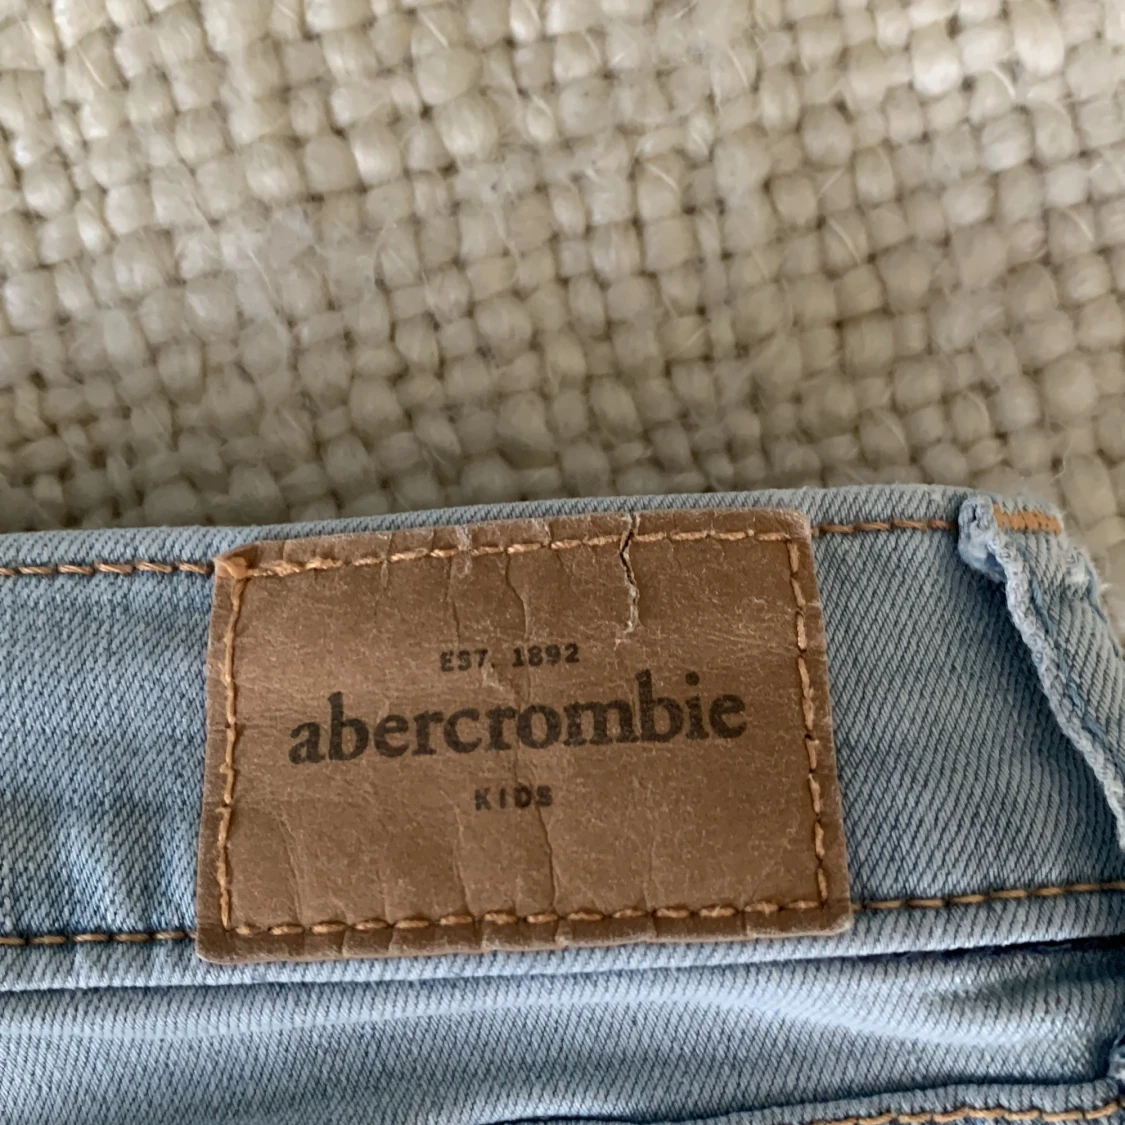 EST. 1892
abercrombie
KIDS